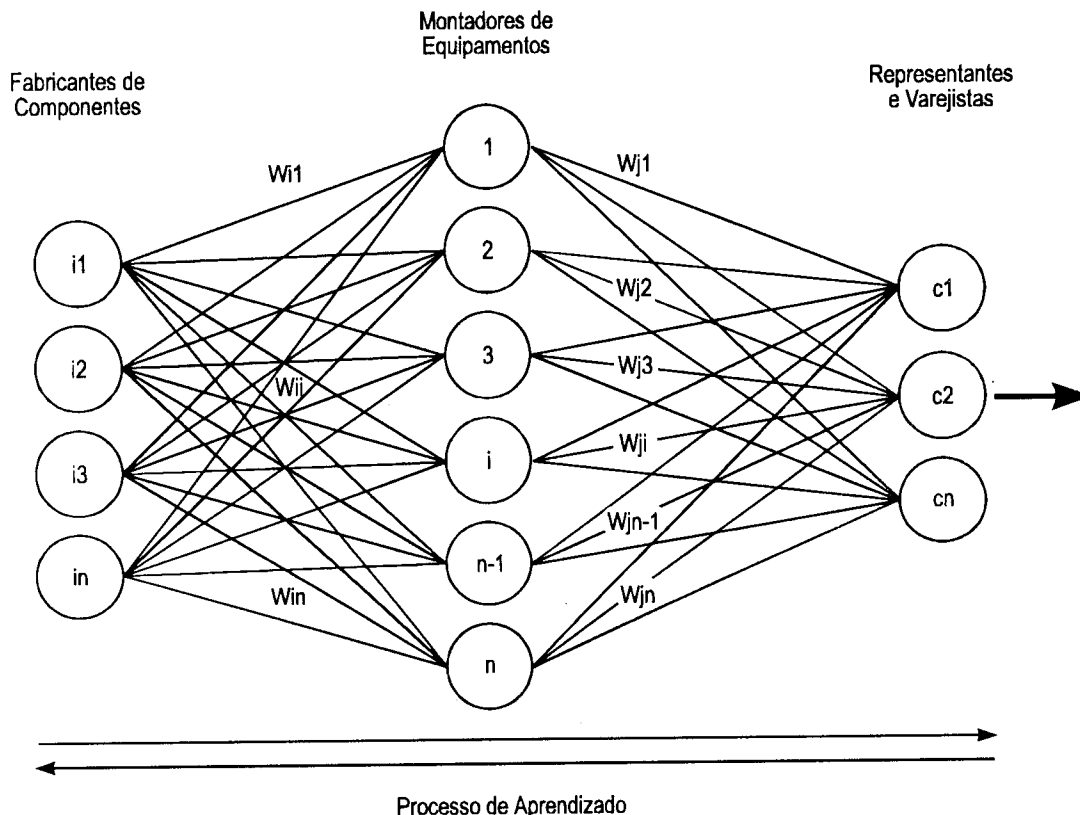 Montadores de
Equipamentos
Fabricantes de
Componentes
Representantes
e Varejistas
1
Wi1
Wj1
2
i1
c1
Wj2
3
i2
Wij
Wj3
c2
i
i3
Wji
cn
Wjn-1
n-1
in
Win
Wjn
n
Processo de Aprendizado